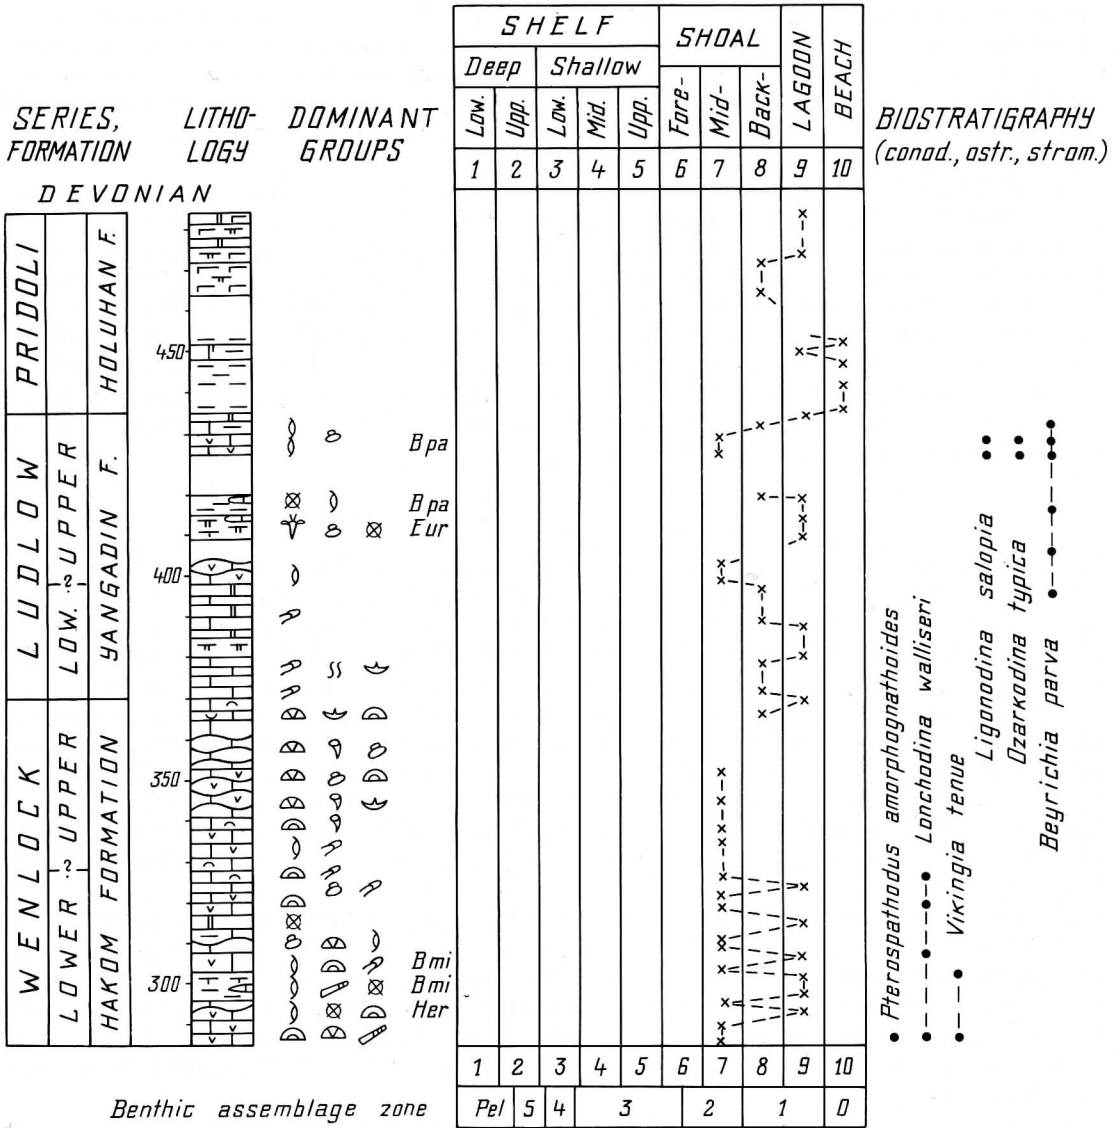 SHELF
SHOAL
LAGOON
BEACH
Deep
Shallow
Low.
Upp.
Low.
Mid.
Upp.
Fore-
Mid-
Back-
1 2 3 4 5 6 7 8 9 10
SERIES,
FORMATION
LITHO-
LOGY
DOMINANT
GROUPS
BIOSTRATIGRAPHY
(conod., ostr., strom.)
DEVONIAN
PRIDOLI
HOLUHAN F.
LUDLOW
LOW. ? UPPER
YANGADIN F.
WENLOCK
LOWER ? UPPER
HAKOM FORMATION
450
400
350
300
B pa
B pa
Eur
B mi
B mi
Her
Pterospathodus amorphognathoides
Lonchodina walliseri
Vikingia tenue
Ligonodina salopia
Ozarkodina typica
Beyrichia parva
1 2 3 4 5 6 7 8 9 10
Benthic assemblage zone
Pel 5 4 3 2 1 0